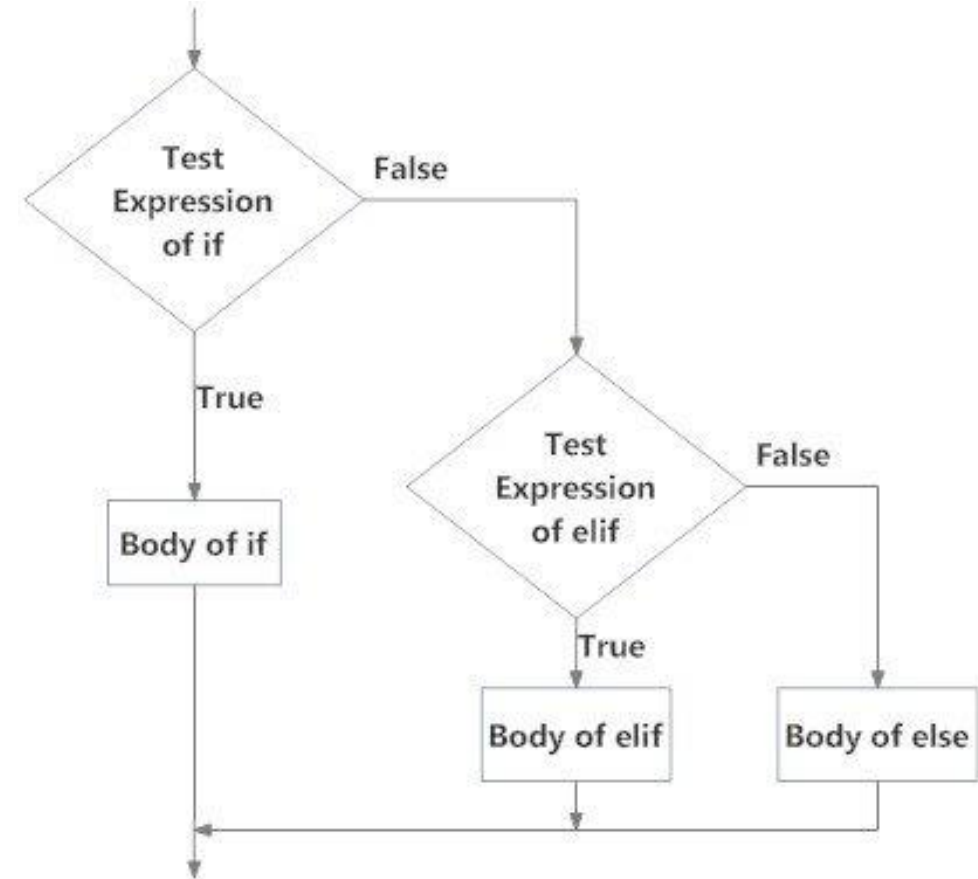 Test
Expression
of if
False
True
Body of if
Test
Expression
of elif
False
True
Body of elif
Body of else